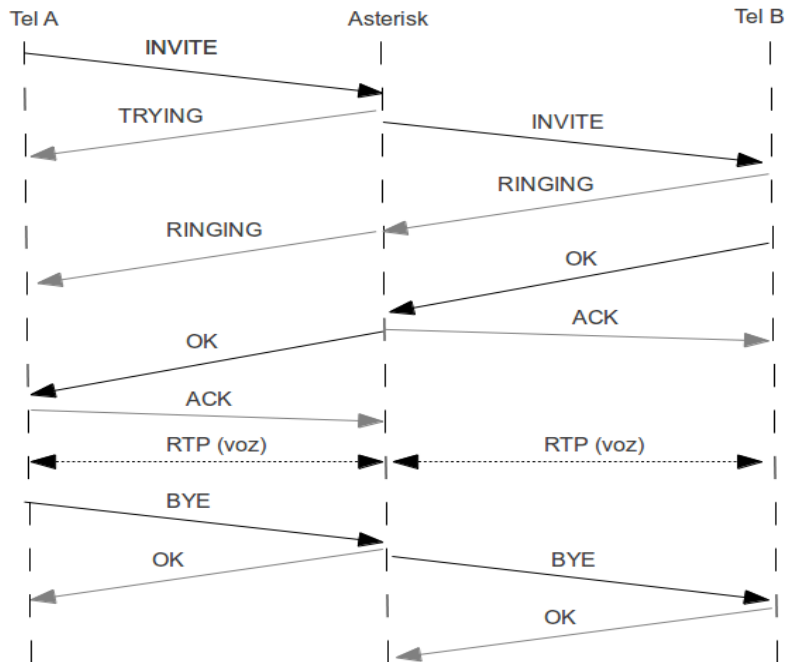 Tel A Asterisk Tel B
INVITE
TRYING
INVITE
RINGING
RINGING
OK
ACK
OK
ACK
RTP (voz) RTP (voz)
BYE
OK
BYE
OK